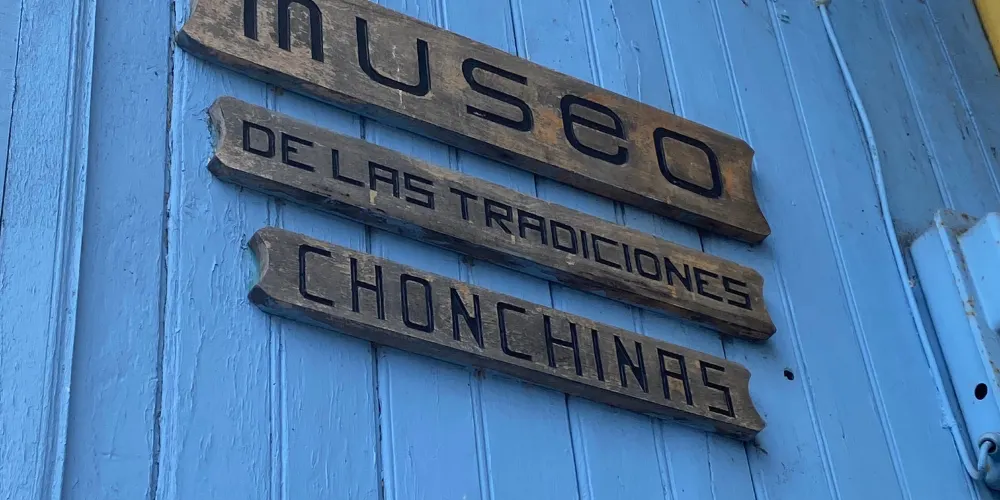 museo
DE LAS TRADICIONES
CHONCHINAS